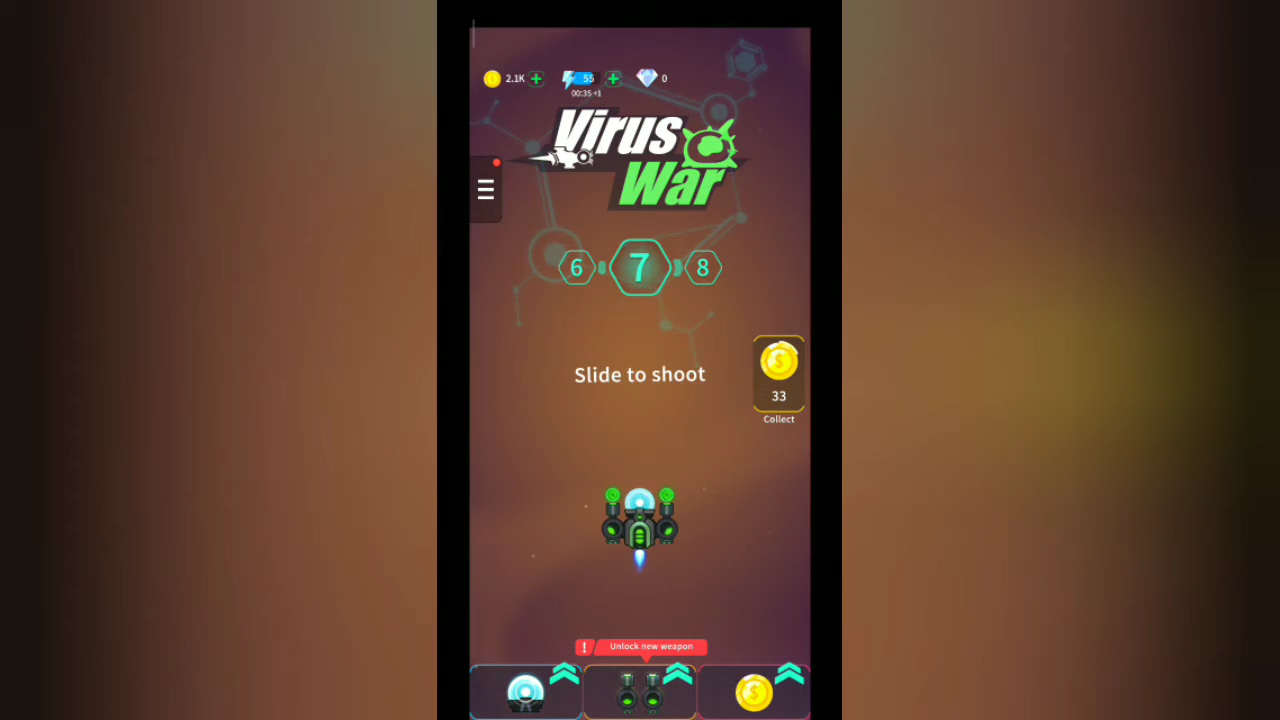 2.1K 55 0
00:35 +1
Virus
War
6 7 8
Slide to shoot
33
Collect
! Unlock new weapon